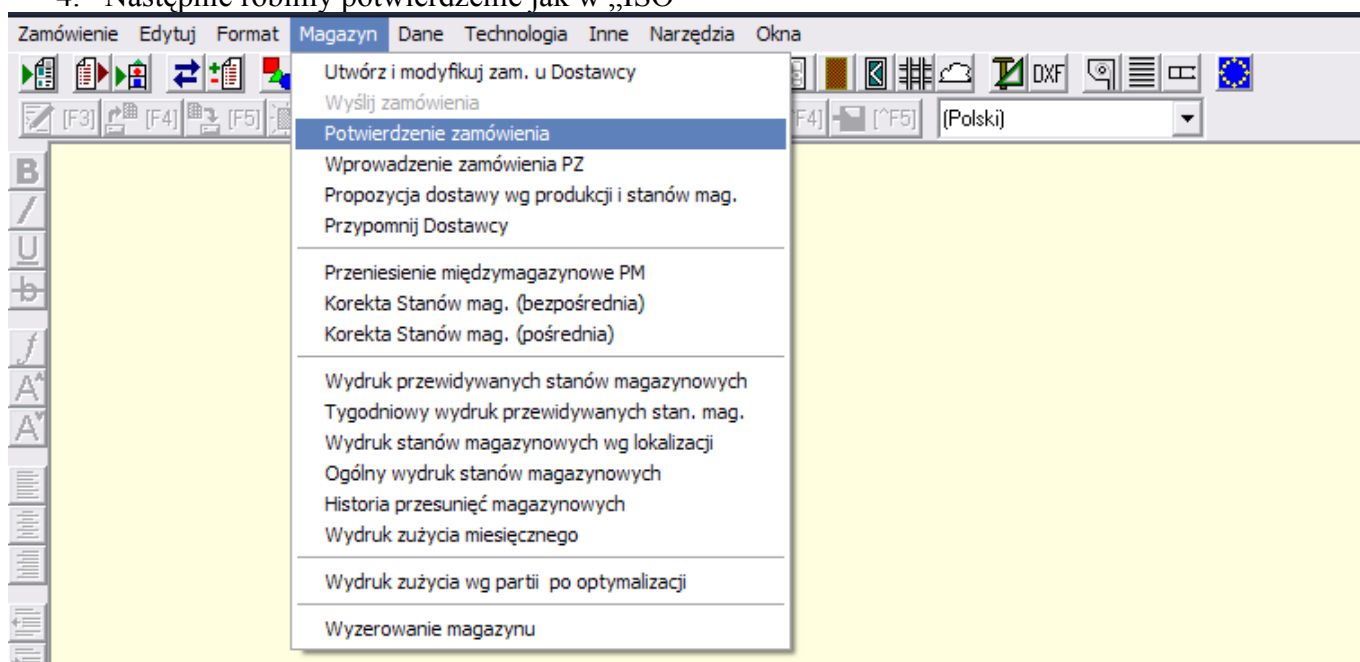 4. Następnie robimy potwierdzenie jak w „ISO
Zamówienie Edytuj Format Magazyn Dane Technologia Inne Narzędzia Okna
DXF
[F3] [F4] [F5] F4] [^F5] (Polski)
Utwórz i modyfikuj zam. u Dostawcy
Wyślij zamówienia
Potwierdzenie zamówienia
Wprowadzenie zamówienia PZ
Propozycja dostawy wg produkcji i stanów mag.
Przypomnij Dostawcy
Przeniesienie międzymagazynowe PM
Korekta Stanów mag. (bezpośrednia)
Korekta Stanów mag. (pośrednia)
Wydruk przewidywanych stanów magazynowych
Tygodniowy wydruk przewidywanych stan. mag.
Wydruk stanów magazynowych wg lokalizacji
Ogólny wydruk stanów magazynowych
Historia przesunięć magazynowych
Wydruk zużycia miesięcznego
Wydruk zużycia wg partii po optymalizacji
Wyzerowanie magazynu
B
I
U
b
f
A^
A˅